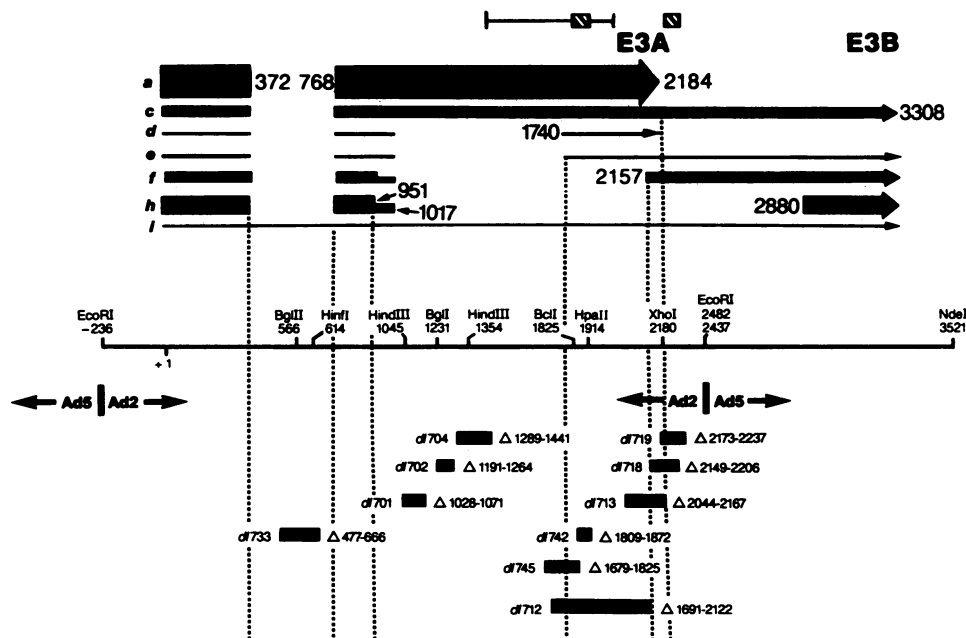 E3A E3B
a 372 768 2184
c 3308
d 1740
e
f 2157
951
h 2880
1017
i
EcoRI -236
BglII 566
HinfI 614
HindIII 1045
BglI 1231
HindIII 1354
BclI 1825
HpaII 1914
XhoI 2180
EcoRI 2482 2437
NdeI 3521
+1
Ad5 Ad2 Ad2 Ad5
dl704 △ 1289-1441 dl719 △ 2173-2237
dl702 △ 1191-1264 dl718 △ 2149-2206
dl701 △ 1028-1071 dl713 △ 2044-2167
dl733 △ 477-666 dl742 △ 1809-1872
dl745 △ 1679-1825
dl712 △ 1691-2122